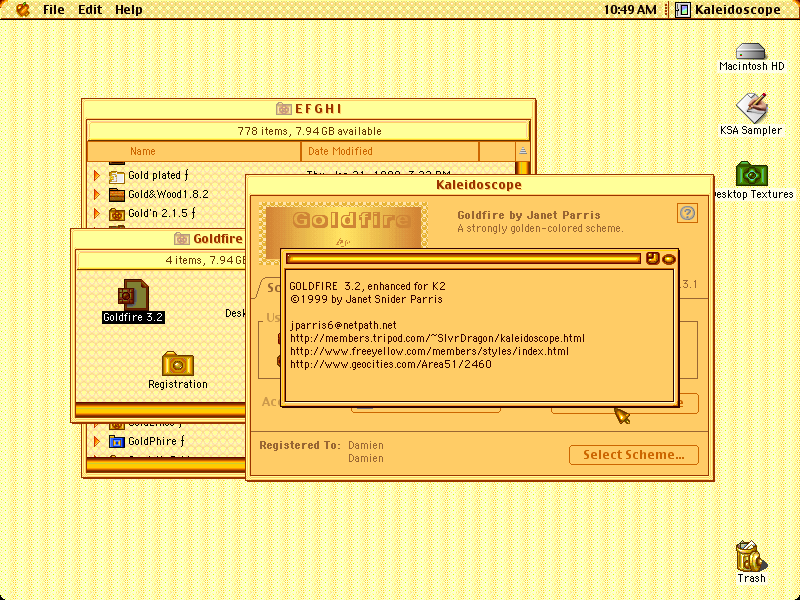 File Edit Help
10:49 AM
Kaleidoscope
Macintosh HD
KSA Sampler
Desktop Textures
EFGHI
778 items, 7.94 GB available
Name
Date Modified
Gold plated ƒ
Gold&Wood1.8.2
Gold'n 2.1.5 ƒ
Goldfire
4 items, 7.94 GB
Goldfire 3.2
Desk
Registration
GoldPhire ƒ
Kaleidoscope
Goldfire
by
Goldfire by Janet Parris
A strongly golden-colored scheme.
GOLDFIRE 3.2, enhanced for K2
©1999 by Janet Snider Parris
jparris6@netpath.net
http://members.tripod.com/~SlvrDragon/kaleidoscope.html
http://www.freeyellow.com/members/styles/index.html
http://www.geocities.com/Area51/2460
.3.1
Registered To: Damien
Damien
Select Scheme...
Trash